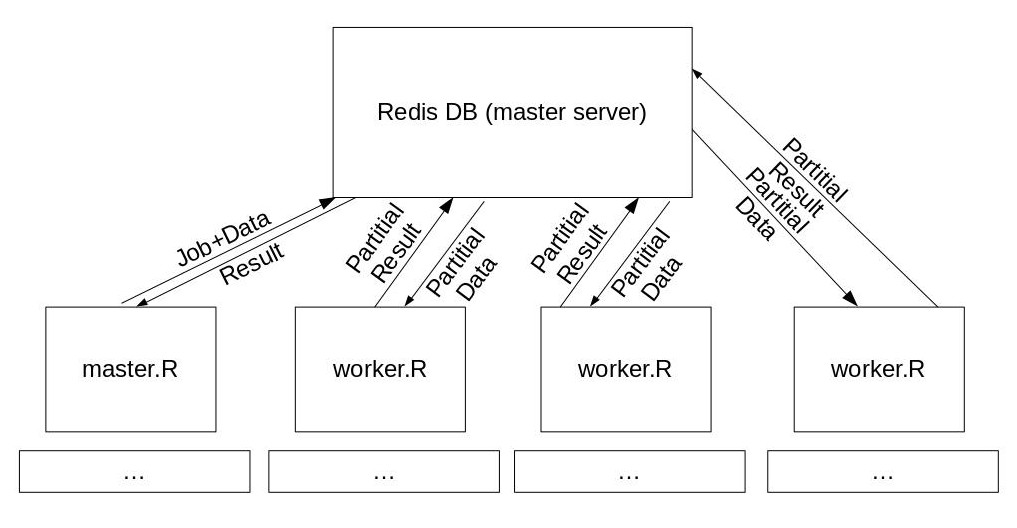 Redis DB (master server)
Job+Data
Result
Partitial
Result
Partitial
Data
Partitial
Result
Partitial
Data
Partitial
Result
Partitial
Data
master.R
worker.R
worker.R
worker.R
...
...
...
...